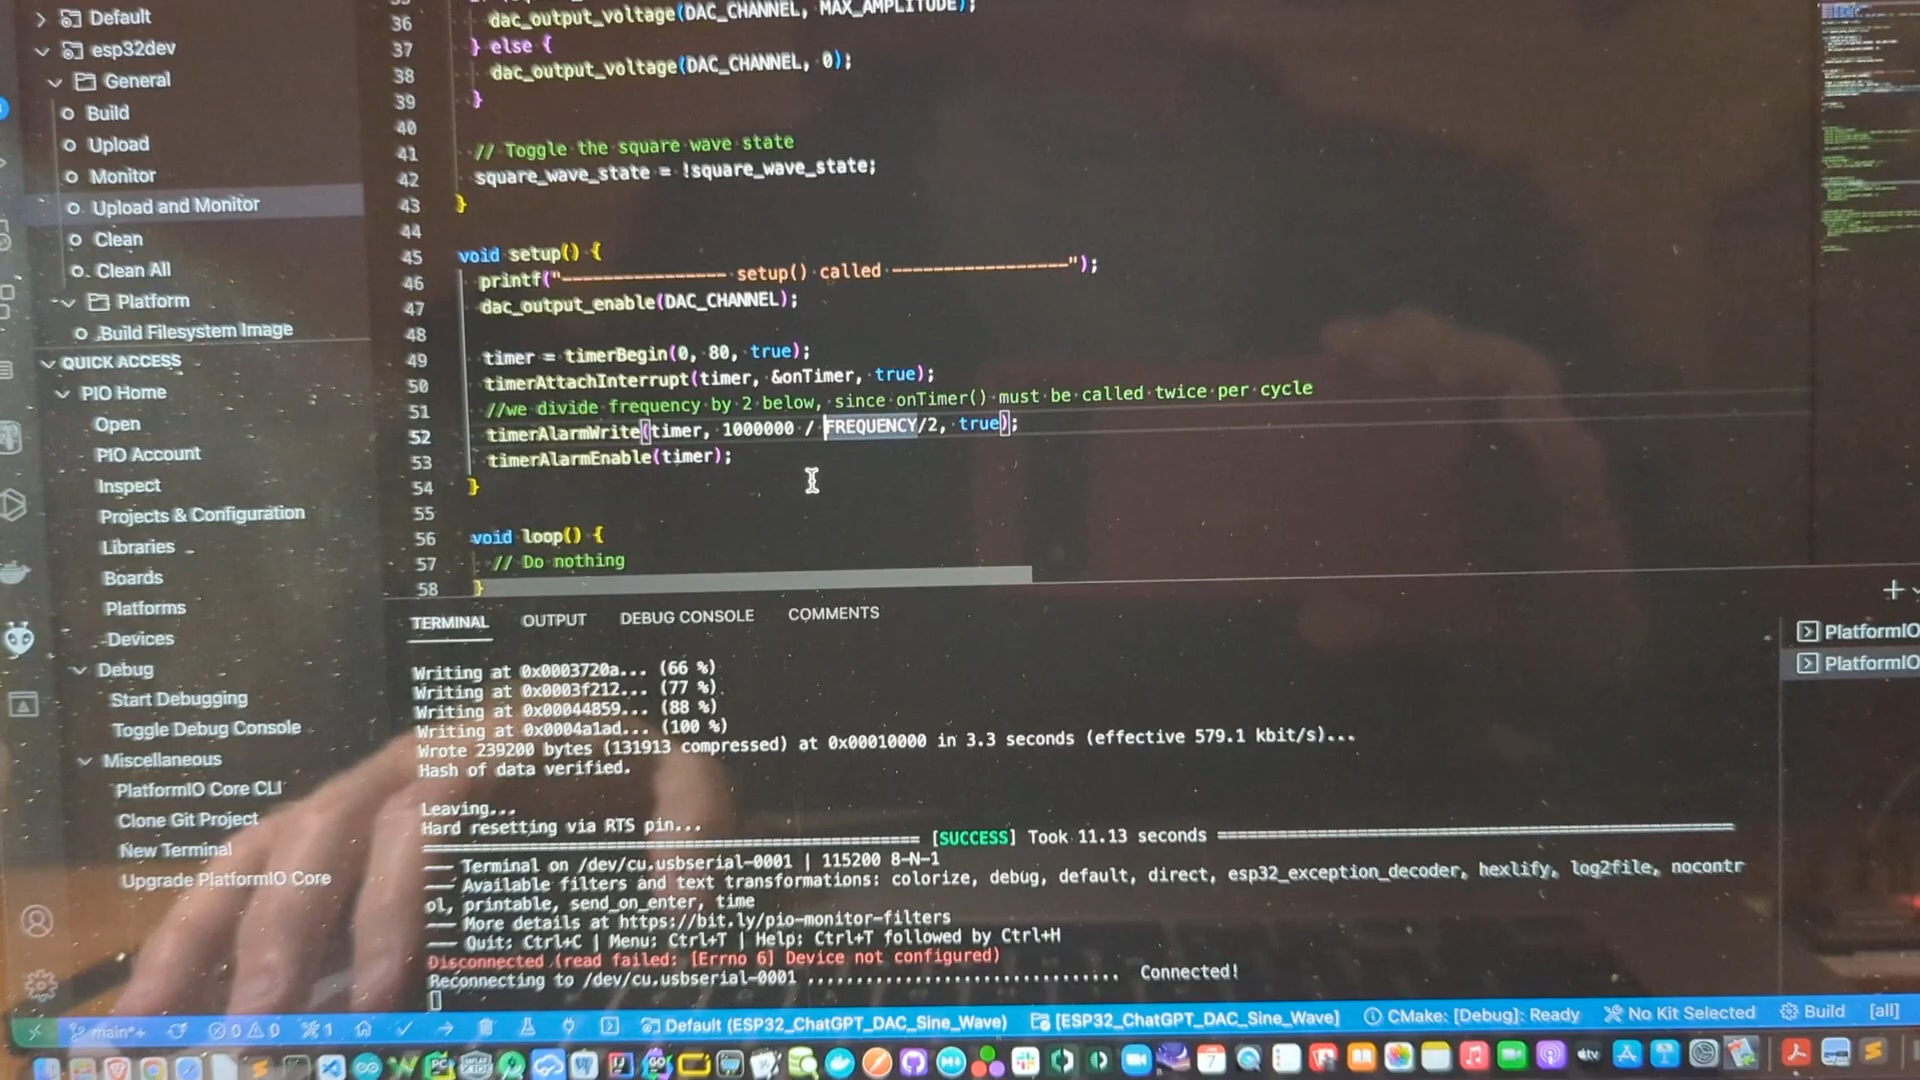 Default
esp32dev
General
Build
Upload
Monitor
Upload and Monitor
Clean
Clean All
Platform
Build Filesystem Image
QUICK ACCESS
PIO Home
Open
PIO Account
Inspect
Projects & Configuration
Libraries
Boards
Platforms
Devices
Debug
Start Debugging
Toggle Debug Console
Miscellaneous
PlatformIO Core CLI
Clone Git Project
New Terminal
Upgrade PlatformIO Core
36 dac_output_voltage(DAC_CHANNEL, MAX_AMPLITUDE);
37 } else {
38 dac_output_voltage(DAC_CHANNEL, 0);
39 }
40
41 // Toggle the square wave state
42 square_wave_state = !square_wave_state;
43 }
44
45 void setup() {
46 printf("---------------- setup() called -----------------");
47 dac_output_enable(DAC_CHANNEL);
48
49 timer = timerBegin(0, 80, true);
50 timerAttachInterrupt(timer, &onTimer, true);
51 //we divide frequency by 2 below, since onTimer() must be called twice per cycle
52 timerAlarmWrite(timer, 1000000 / FREQUENCY/2, true);
53 timerAlarmEnable(timer);
54 }
55
56 void loop() {
57 // Do nothing
58 }
TERMINAL OUTPUT DEBUG CONSOLE COMMENTS
PlatformIO
PlatformIO
Writing at 0x0003720a... (66 %)
Writing at 0x0003f212... (77 %)
Writing at 0x00044859... (88 %)
Writing at 0x0004a1ad... (100 %)
Wrote 239200 bytes (131913 compressed) at 0x00010000 in 3.3 seconds (effective 579.1 kbit/s)...
Hash of data verified.
Leaving...
Hard resetting via RTS pin...
[SUCCESS] Took 11.13 seconds
--- Terminal on /dev/cu.usbserial-0001 | 115200 8-N-1
--- Available filters and text transformations: colorize, debug, default, direct, esp32_exception_decoder, hexlify, log2file, nocontr
ol, printable, send_on_enter, time
--- More details at https://bit.ly/pio-monitor-filters
--- Quit: Ctrl+C | Menu: Ctrl+T | Help: Ctrl+T followed by Ctrl+H
Disconnected (read failed: [Errno 6] Device not configured)
Reconnecting to /dev/cu.usbserial-0001 .............................. Connected!
main*+ 0 0 1 Default (ESP32_ChatGPT_DAC_Sine_Wave) [ESP32_ChatGPT_DAC_Sine_Wave] CMake: [Debug]: Ready No Kit Selected Build [all]